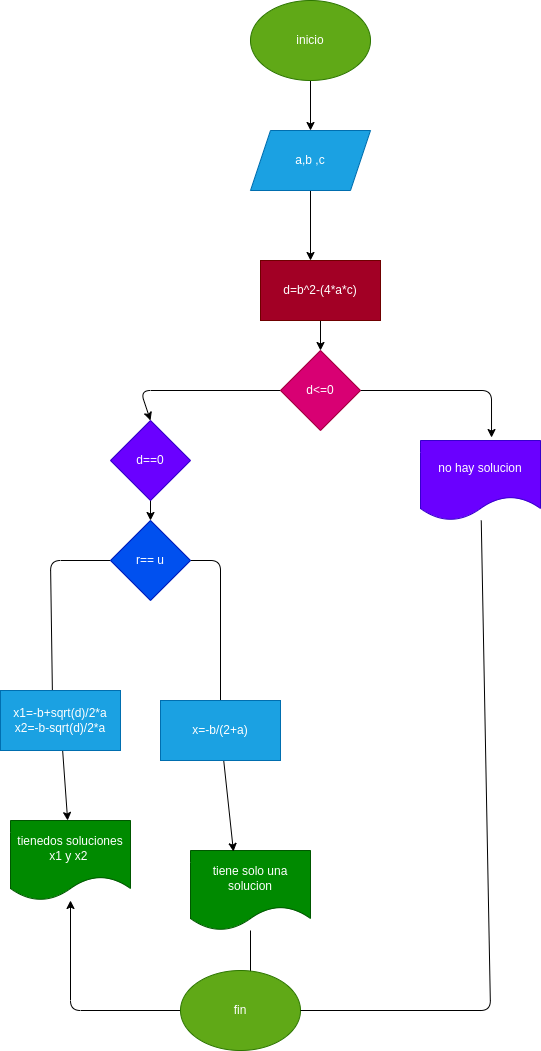 inicio
a,b ,c
d=b^2-(4*a*c)
d<=0
d==0
no hay solucion
r== u
x1=-b+sqrt(d)/2*a
x2=-b-sqrt(d)/2*a
x=-b/(2+a)
tienedos soluciones
x1 y x2
tiene solo una
solucion
fin